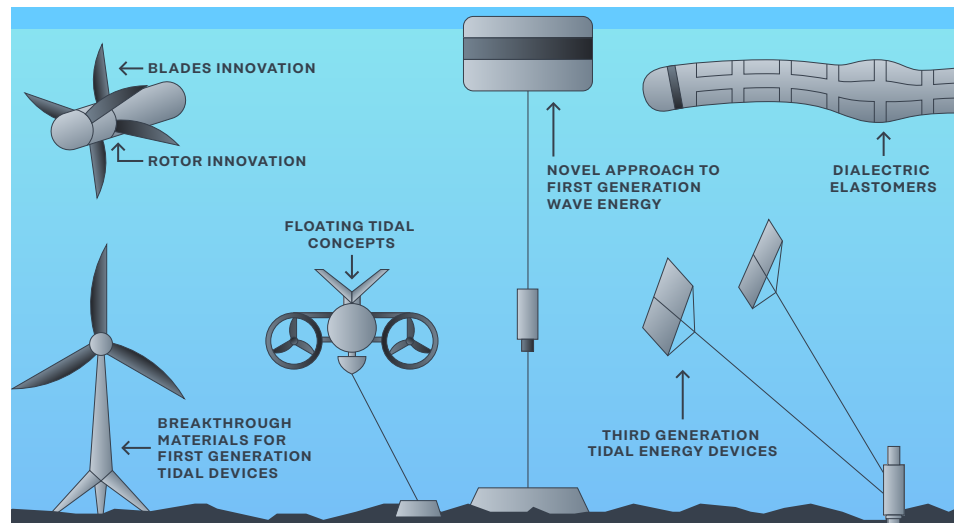 BLADES INNOVATION
ROTOR INNOVATION
NOVEL APPROACH TO
FIRST GENERATION
WAVE ENERGY
DIALECTRIC
ELASTOMERS
FLOATING TIDAL
CONCEPTS
BREAKTHROUGH
MATERIALS FOR
FIRST GENERATION
TIDAL DEVICES
THIRD GENERATION
TIDAL ENERGY DEVICES